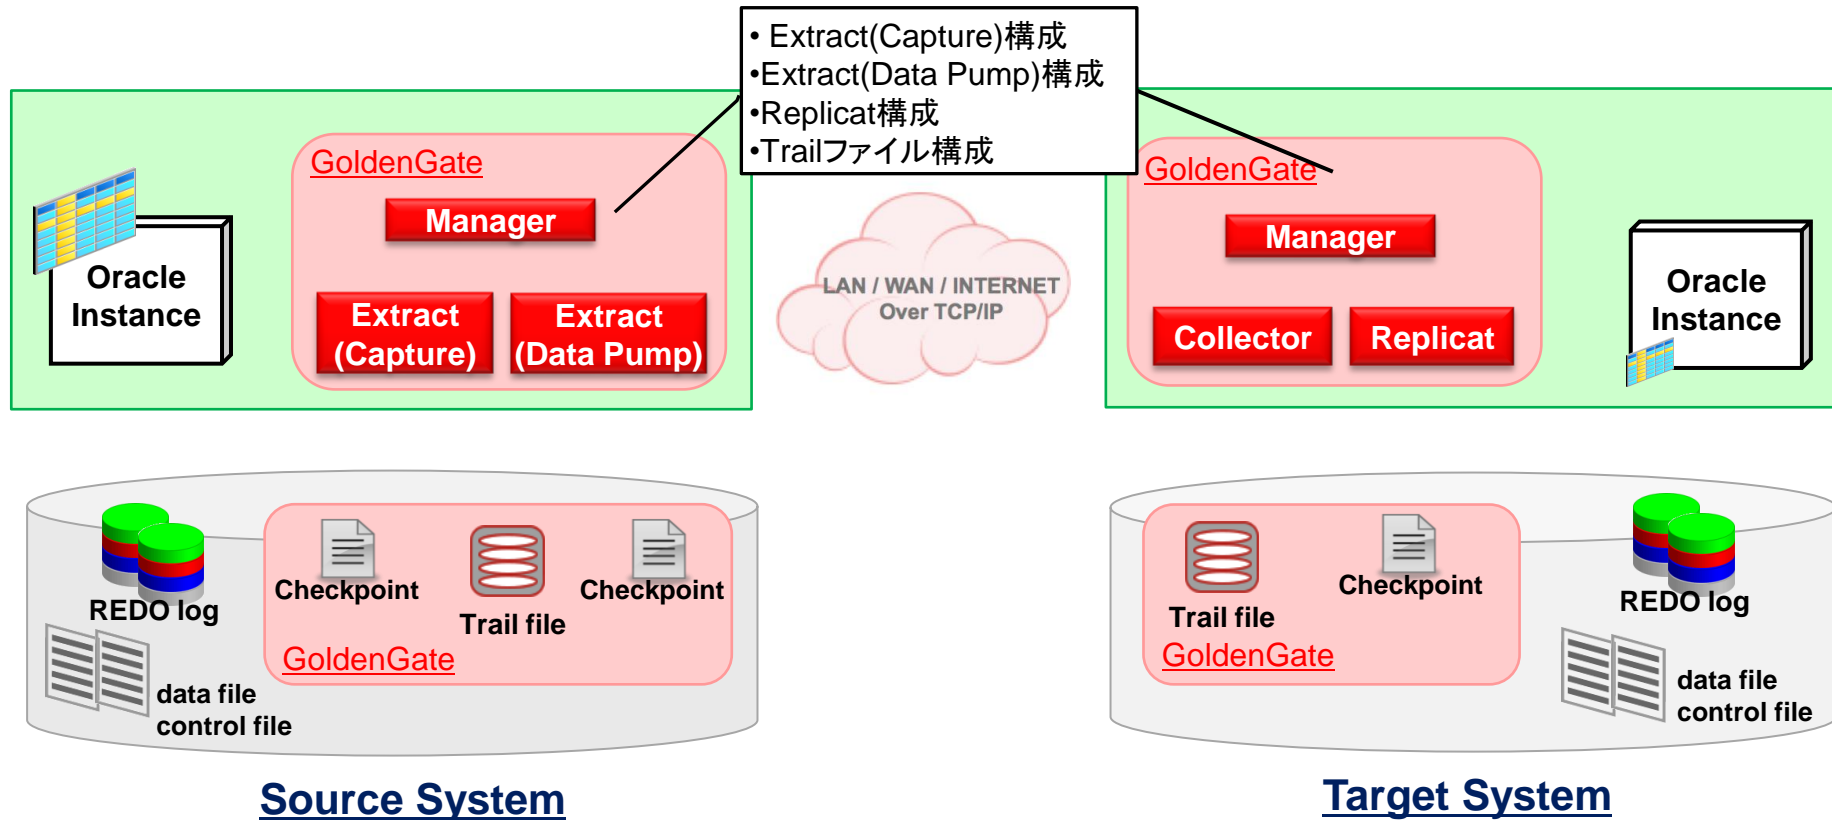 • Extract(Capture)構成
•Extract(Data Pump)構成
•Replicat構成
•Trailファイル構成
GoldenGate
Manager
Oracle
Instance
Extract
(Capture)
Extract
(Data Pump)
LAN / WAN / INTERNET
Over TCP/IP
GoldenGate
Manager
Collector
Replicat
Oracle
Instance
REDO log
data file
control file
Checkpoint
Trail file
Checkpoint
GoldenGate
Trail file
Checkpoint
GoldenGate
REDO log
data file
control file
Source System
Target System